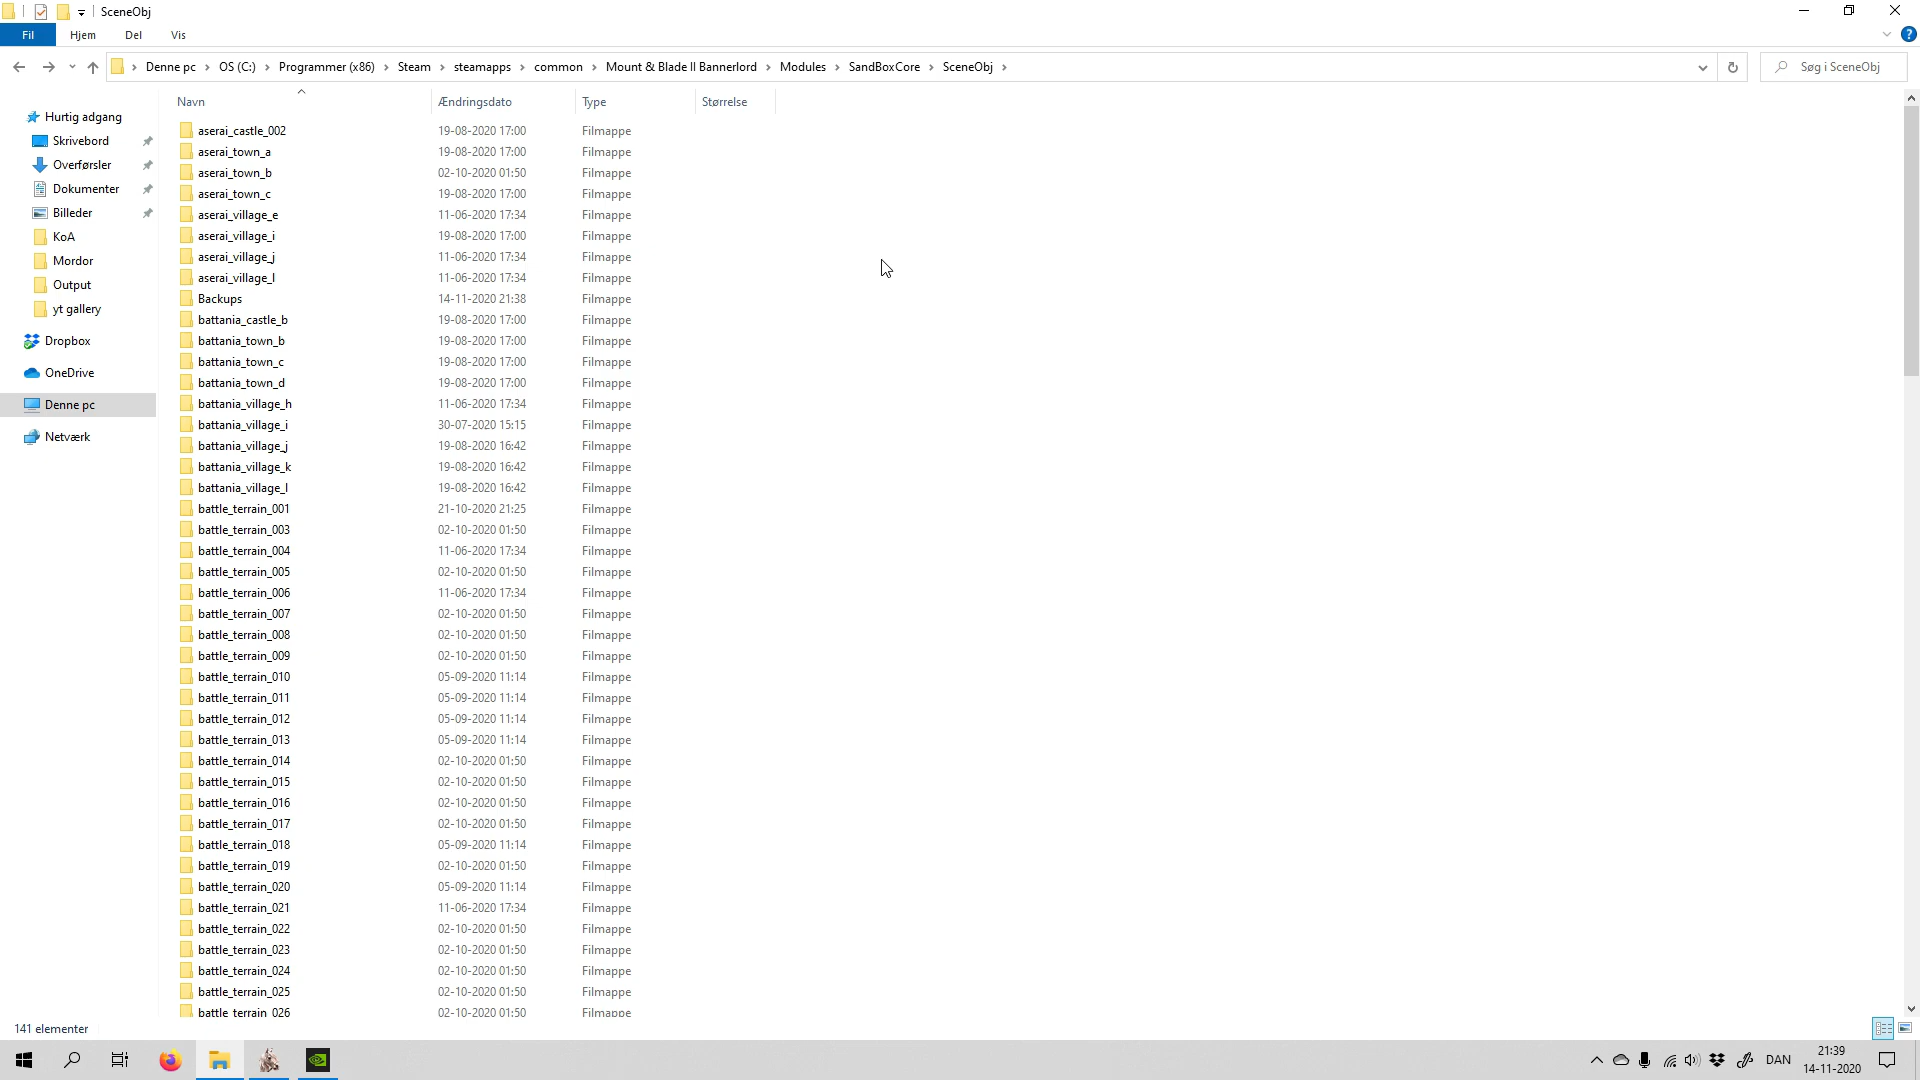 SceneObj
Fil Hjem Del Vis
Denne pc OS (C:) Programmer (x86) Steam steamapps common Mount & Blade II Bannerlord Modules SandBoxCore SceneObj Søg i SceneObj
Navn Ændringsdato Type Størrelse
Hurtig adgang
Skrivebord
Overførsler
Dokumenter
Billeder
KoA
Mordor
Output
yt gallery
Dropbox
OneDrive
Denne pc
Netværk
aserai_castle_002 19-08-2020 17:00 Filmappe
aserai_town_a 19-08-2020 17:00 Filmappe
aserai_town_b 02-10-2020 01:50 Filmappe
aserai_town_c 19-08-2020 17:00 Filmappe
aserai_village_e 11-06-2020 17:34 Filmappe
aserai_village_i 19-08-2020 17:00 Filmappe
aserai_village_j 11-06-2020 17:34 Filmappe
aserai_village_l 11-06-2020 17:34 Filmappe
Backups 14-11-2020 21:38 Filmappe
battania_castle_b 19-08-2020 17:00 Filmappe
battania_town_b 19-08-2020 17:00 Filmappe
battania_town_c 19-08-2020 17:00 Filmappe
battania_town_d 19-08-2020 17:00 Filmappe
battania_village_h 11-06-2020 17:34 Filmappe
battania_village_i 30-07-2020 15:15 Filmappe
battania_village_j 19-08-2020 16:42 Filmappe
battania_village_k 19-08-2020 16:42 Filmappe
battania_village_l 19-08-2020 16:42 Filmappe
battle_terrain_001 21-10-2020 21:25 Filmappe
battle_terrain_003 02-10-2020 01:50 Filmappe
battle_terrain_004 11-06-2020 17:34 Filmappe
battle_terrain_005 02-10-2020 01:50 Filmappe
battle_terrain_006 11-06-2020 17:34 Filmappe
battle_terrain_007 02-10-2020 01:50 Filmappe
battle_terrain_008 02-10-2020 01:50 Filmappe
battle_terrain_009 02-10-2020 01:50 Filmappe
battle_terrain_010 05-09-2020 11:14 Filmappe
battle_terrain_011 05-09-2020 11:14 Filmappe
battle_terrain_012 05-09-2020 11:14 Filmappe
battle_terrain_013 05-09-2020 11:14 Filmappe
battle_terrain_014 02-10-2020 01:50 Filmappe
battle_terrain_015 02-10-2020 01:50 Filmappe
battle_terrain_016 02-10-2020 01:50 Filmappe
battle_terrain_017 02-10-2020 01:50 Filmappe
battle_terrain_018 05-09-2020 11:14 Filmappe
battle_terrain_019 02-10-2020 01:50 Filmappe
battle_terrain_020 05-09-2020 11:14 Filmappe
battle_terrain_021 11-06-2020 17:34 Filmappe
battle_terrain_022 02-10-2020 01:50 Filmappe
battle_terrain_023 02-10-2020 01:50 Filmappe
battle_terrain_024 02-10-2020 01:50 Filmappe
battle_terrain_025 02-10-2020 01:50 Filmappe
battle_terrain_026 02-10-2020 01:50 Filmappe
141 elementer
DAN
21:39
14-11-2020